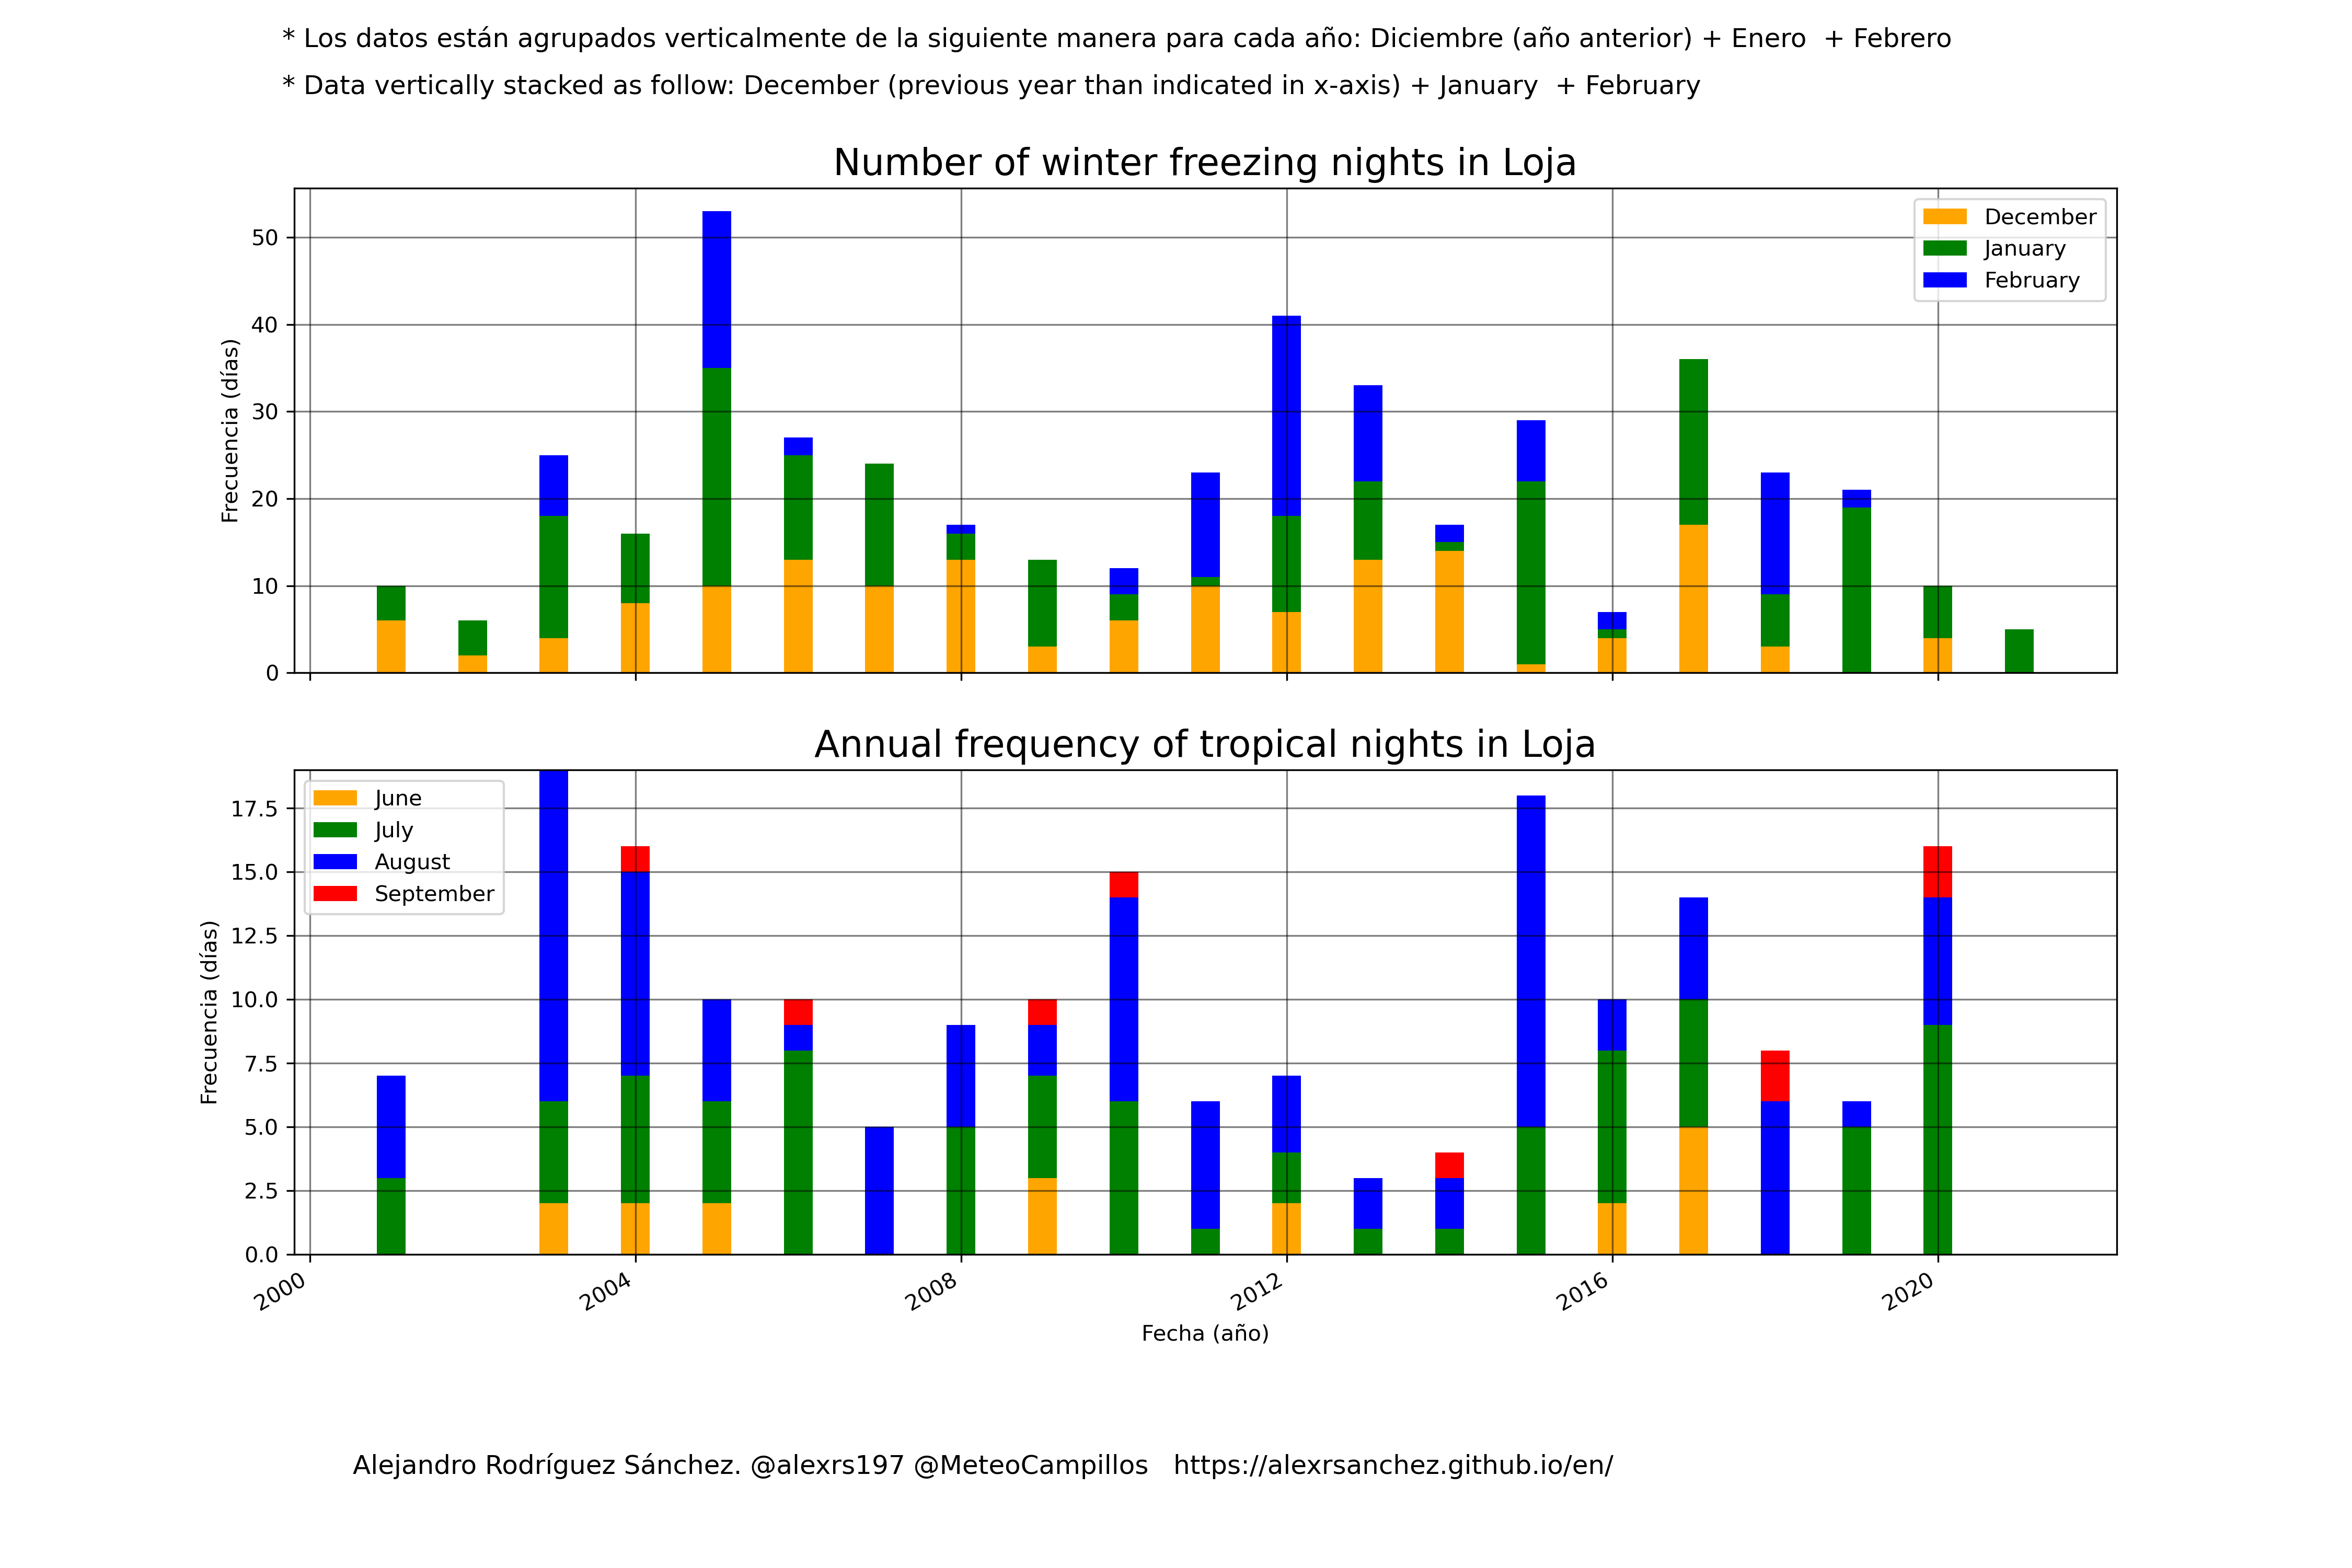 * Los datos están agrupados verticalmente de la siguiente manera para cada año: Diciembre (año anterior) + Enero  + Febrero
* Data vertically stacked as follow: December (previous year than indicated in x-axis) + January  + February
Number of winter freezing nights in Loja
Frecuencia (días)
50
40
30
20
10
0
December
January
February
Annual frequency of tropical nights in Loja
Frecuencia (días)
17.5
15.0
12.5
10.0
7.5
5.0
2.5
0.0
June
July
August
September
2000
2004
2008
2012
2016
2020
Fecha (año)
Alejandro Rodríguez Sánchez. @alexrs197 @MeteoCampillos   https://alexrsanchez.github.io/en/